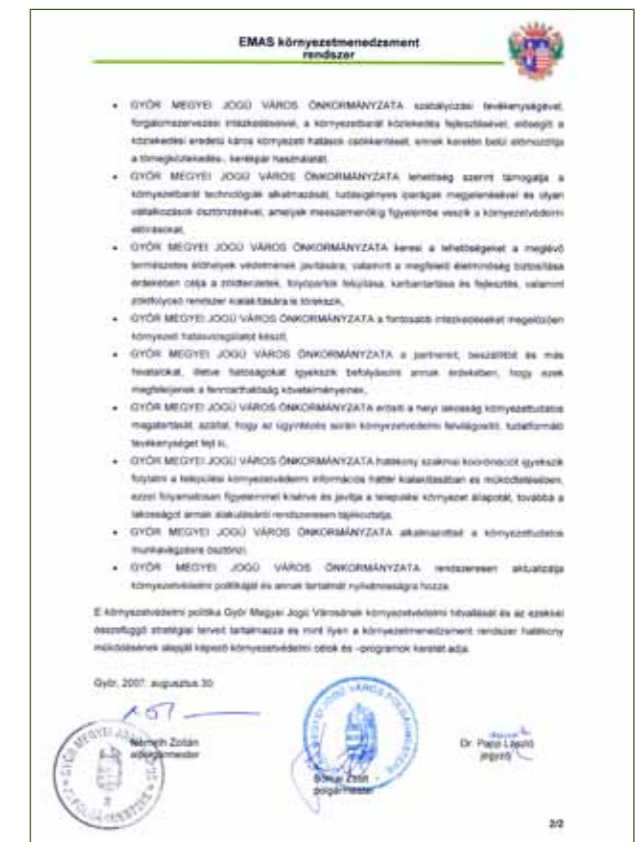 EMAS környezetmenedzsment
rendszer
• GYŐR MEGYEI JOGÚ VÁROS ÖNKORMÁNYZATA szabályozási tevékenységével,
forgalomszervezési intézkedéseivel, a környezetbarát közlekedés fejlesztésével, elősegíti a
közlekedési eredetű káros környezeti hatások csökkentését, ennek keretén belül előmozdítja
a tömegközlekedés-, kerékpár használatát.
• GYŐR MEGYEI JOGÚ VÁROS ÖNKORMÁNYZATA lehetőség szerint támogatja a
környezetbarát technológiák alkalmazását, tudásigényes iparágak megjelenésével és olyan
vállalkozások ösztönzésével, amelyek messzemenőkig figyelembe veszik a környezetvédelmi
előírásokat,
• GYŐR MEGYEI JOGÚ VÁROS ÖNKORMÁNYZATA keresi a lehetőségeket a meglévő
természetes élőhelyek védelmének javítására, valamint a megfelelő életminőség biztosítása
érdekében célja a zöldterületek, folyópartok felújítása, karbantartása és fejlesztés, valamint
zöldfolyosó rendszer kialakítására is törekszik,
• GYŐR MEGYEI JOGÚ VÁROS ÖNKORMÁNYZATA a fontosabb intézkedéseket megelőzően
környezeti hatásvizsgálatot készít,
• GYŐR MEGYEI JOGÚ VÁROS ÖNKORMÁNYZATA a partnereit, beszállítóit és más
hivatalokat, illetve hatóságokat igyekszik befolyásolni annak érdekében, hogy ezek
megfeleljenek a fenntarthatóság követelményeinek,
• GYŐR MEGYEI JOGÚ VÁROS ÖNKORMÁNYZATA erősíti a helyi lakosság környezettudatos
magatartását, azáltal, hogy az ügyintézés során környezetvédelmi felvilágosító, tudatformáló
tevékenységet fejt ki,
• GYŐR MEGYEI JOGÚ VÁROS ÖNKORMÁNYZATA hatékony szakmai koordinációt igyekszik
folytatni a települési környezetvédelmi információs háttér kialakításában és működtetésében,
ezzel folyamatosan figyelemmel kísérve és javítja a települési környezet állapotát, továbbá a
lakosságot annak alakulásáról rendszeresen tájékoztatja,
• GYŐR MEGYEI JOGÚ VÁROS ÖNKORMÁNYZATA alkalmazottait a környezettudatos
munkavégzésre ösztönzi,
• GYŐR MEGYEI JOGÚ VÁROS ÖNKORMÁNYZATA rendszeresen aktualizálja
környezetvédelmi politikáját és annak tartalmát nyilvánosságra hozza.
E környezetvédelmi politika Győr Megyei Jogú Városának környezetvédelmi hitvallását és az ezekkel
összefüggő stratégiai terveit tartalmazza és mint ilyen a környezetmenedzsment rendszer hatékony
működésének alapját képező környezetvédelmi célok és -programok keretét adja.
Győr, 2007. augusztus 30.
Németh Zoltán
alpolgármester
Borkai Zsolt
polgármester
Dr. Papp László
jegyző
2/2